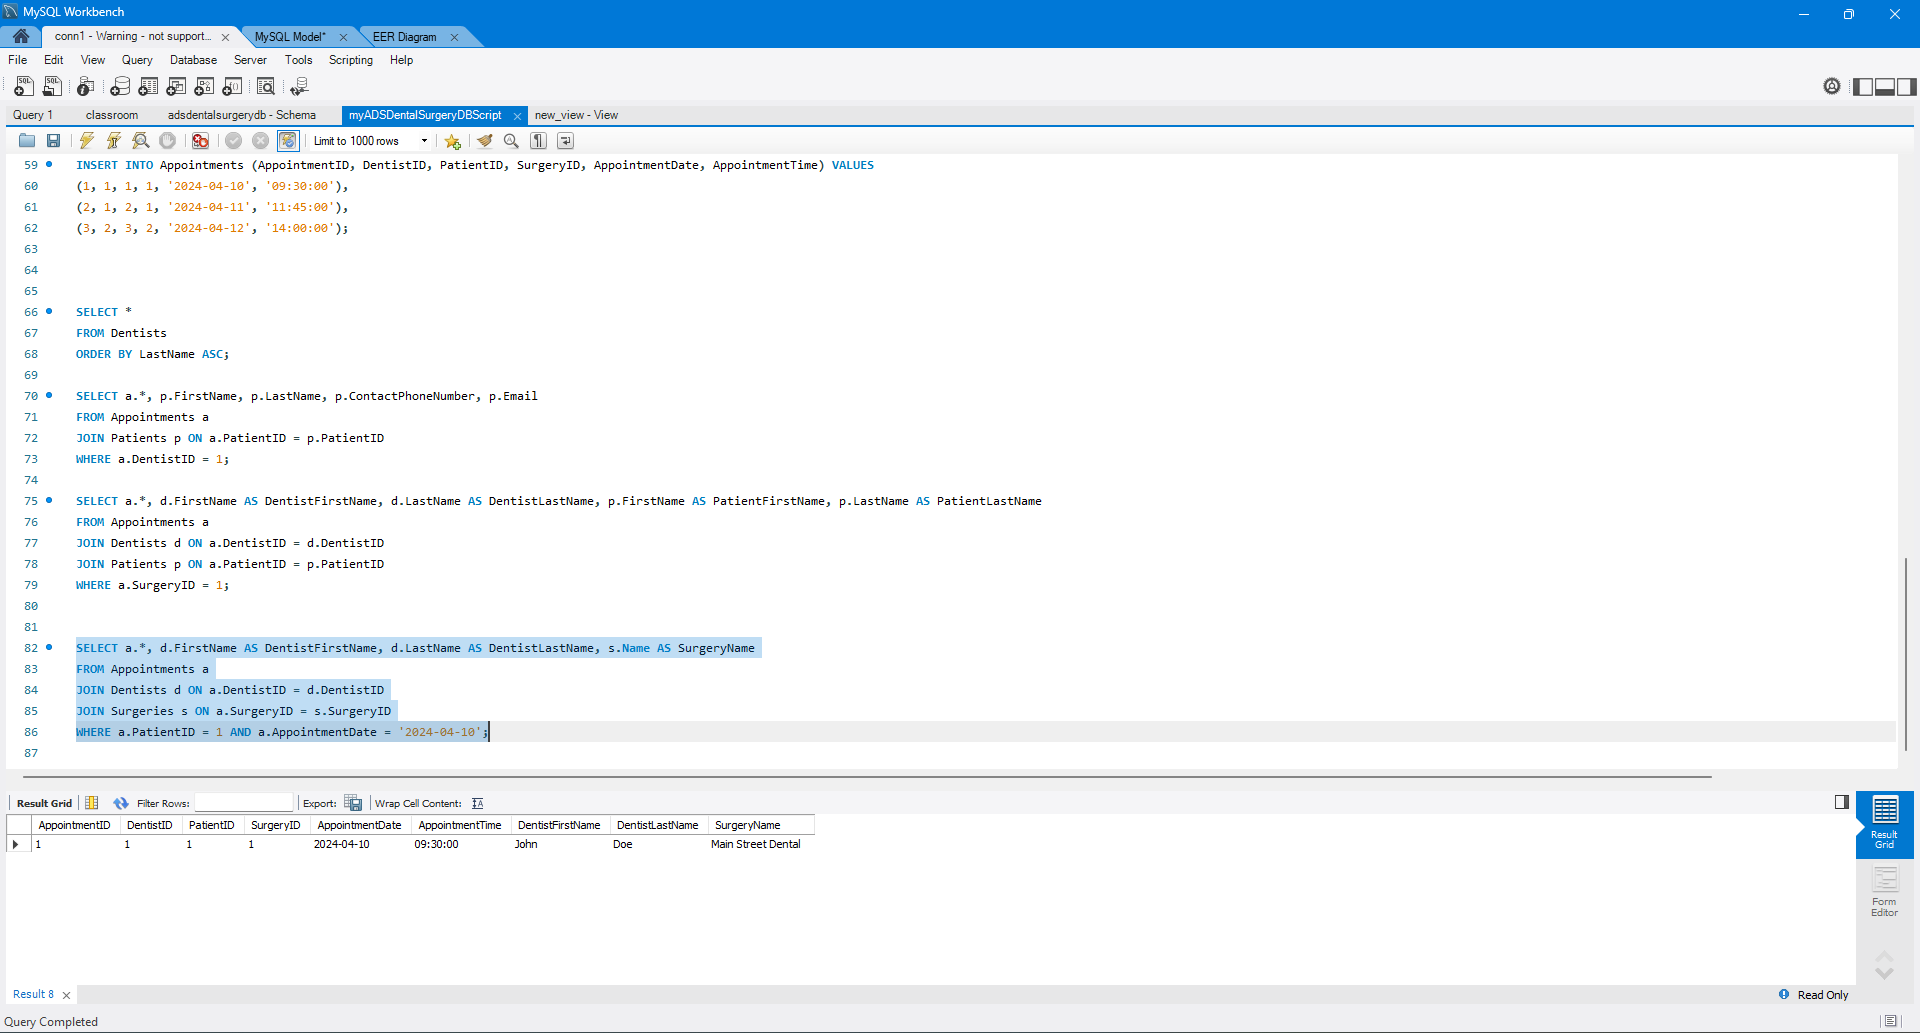 MySQL Workbench
conn1 - Warning - not support...
MySQL Model*
EER Diagram
File Edit View Query Database Server Tools Scripting Help
Query 1 classroom adsdentalsurgerydb - Schema myADSDentalSurgeryDBScript new_view - View
Limit to 1000 rows
59 INSERT INTO Appointments (AppointmentID, DentistID, PatientID, SurgeryID, AppointmentDate, AppointmentTime) VALUES
60 (1, 1, 1, 1, '2024-04-10', '09:30:00'),
61 (2, 1, 2, 1, '2024-04-11', '11:45:00'),
62 (3, 2, 3, 2, '2024-04-12', '14:00:00');
63
64
65
66 SELECT *
67 FROM Dentists
68 ORDER BY LastName ASC;
69
70 SELECT a.*, p.FirstName, p.LastName, p.ContactPhoneNumber, p.Email
71 FROM Appointments a
72 JOIN Patients p ON a.PatientID = p.PatientID
73 WHERE a.DentistID = 1;
74
75 SELECT a.*, d.FirstName AS DentistFirstName, d.LastName AS DentistLastName, p.FirstName AS PatientFirstName, p.LastName AS PatientLastName
76 FROM Appointments a
77 JOIN Dentists d ON a.DentistID = d.DentistID
78 JOIN Patients p ON a.PatientID = p.PatientID
79 WHERE a.SurgeryID = 1;
80
81
82 SELECT a.*, d.FirstName AS DentistFirstName, d.LastName AS DentistLastName, s.Name AS SurgeryName
83 FROM Appointments a
84 JOIN Dentists d ON a.DentistID = d.DentistID
85 JOIN Surgeries s ON a.SurgeryID = s.SurgeryID
86 WHERE a.PatientID = 1 AND a.AppointmentDate = '2024-04-10';
87
Result Grid Filter Rows: Export: Wrap Cell Content:
AppointmentID DentistID PatientID SurgeryID AppointmentDate AppointmentTime DentistFirstName DentistLastName SurgeryName
1 1 1 1 2024-04-10 09:30:00 John Doe Main Street Dental
Result
Grid
Form
Editor
Result 8
Read Only
Query Completed